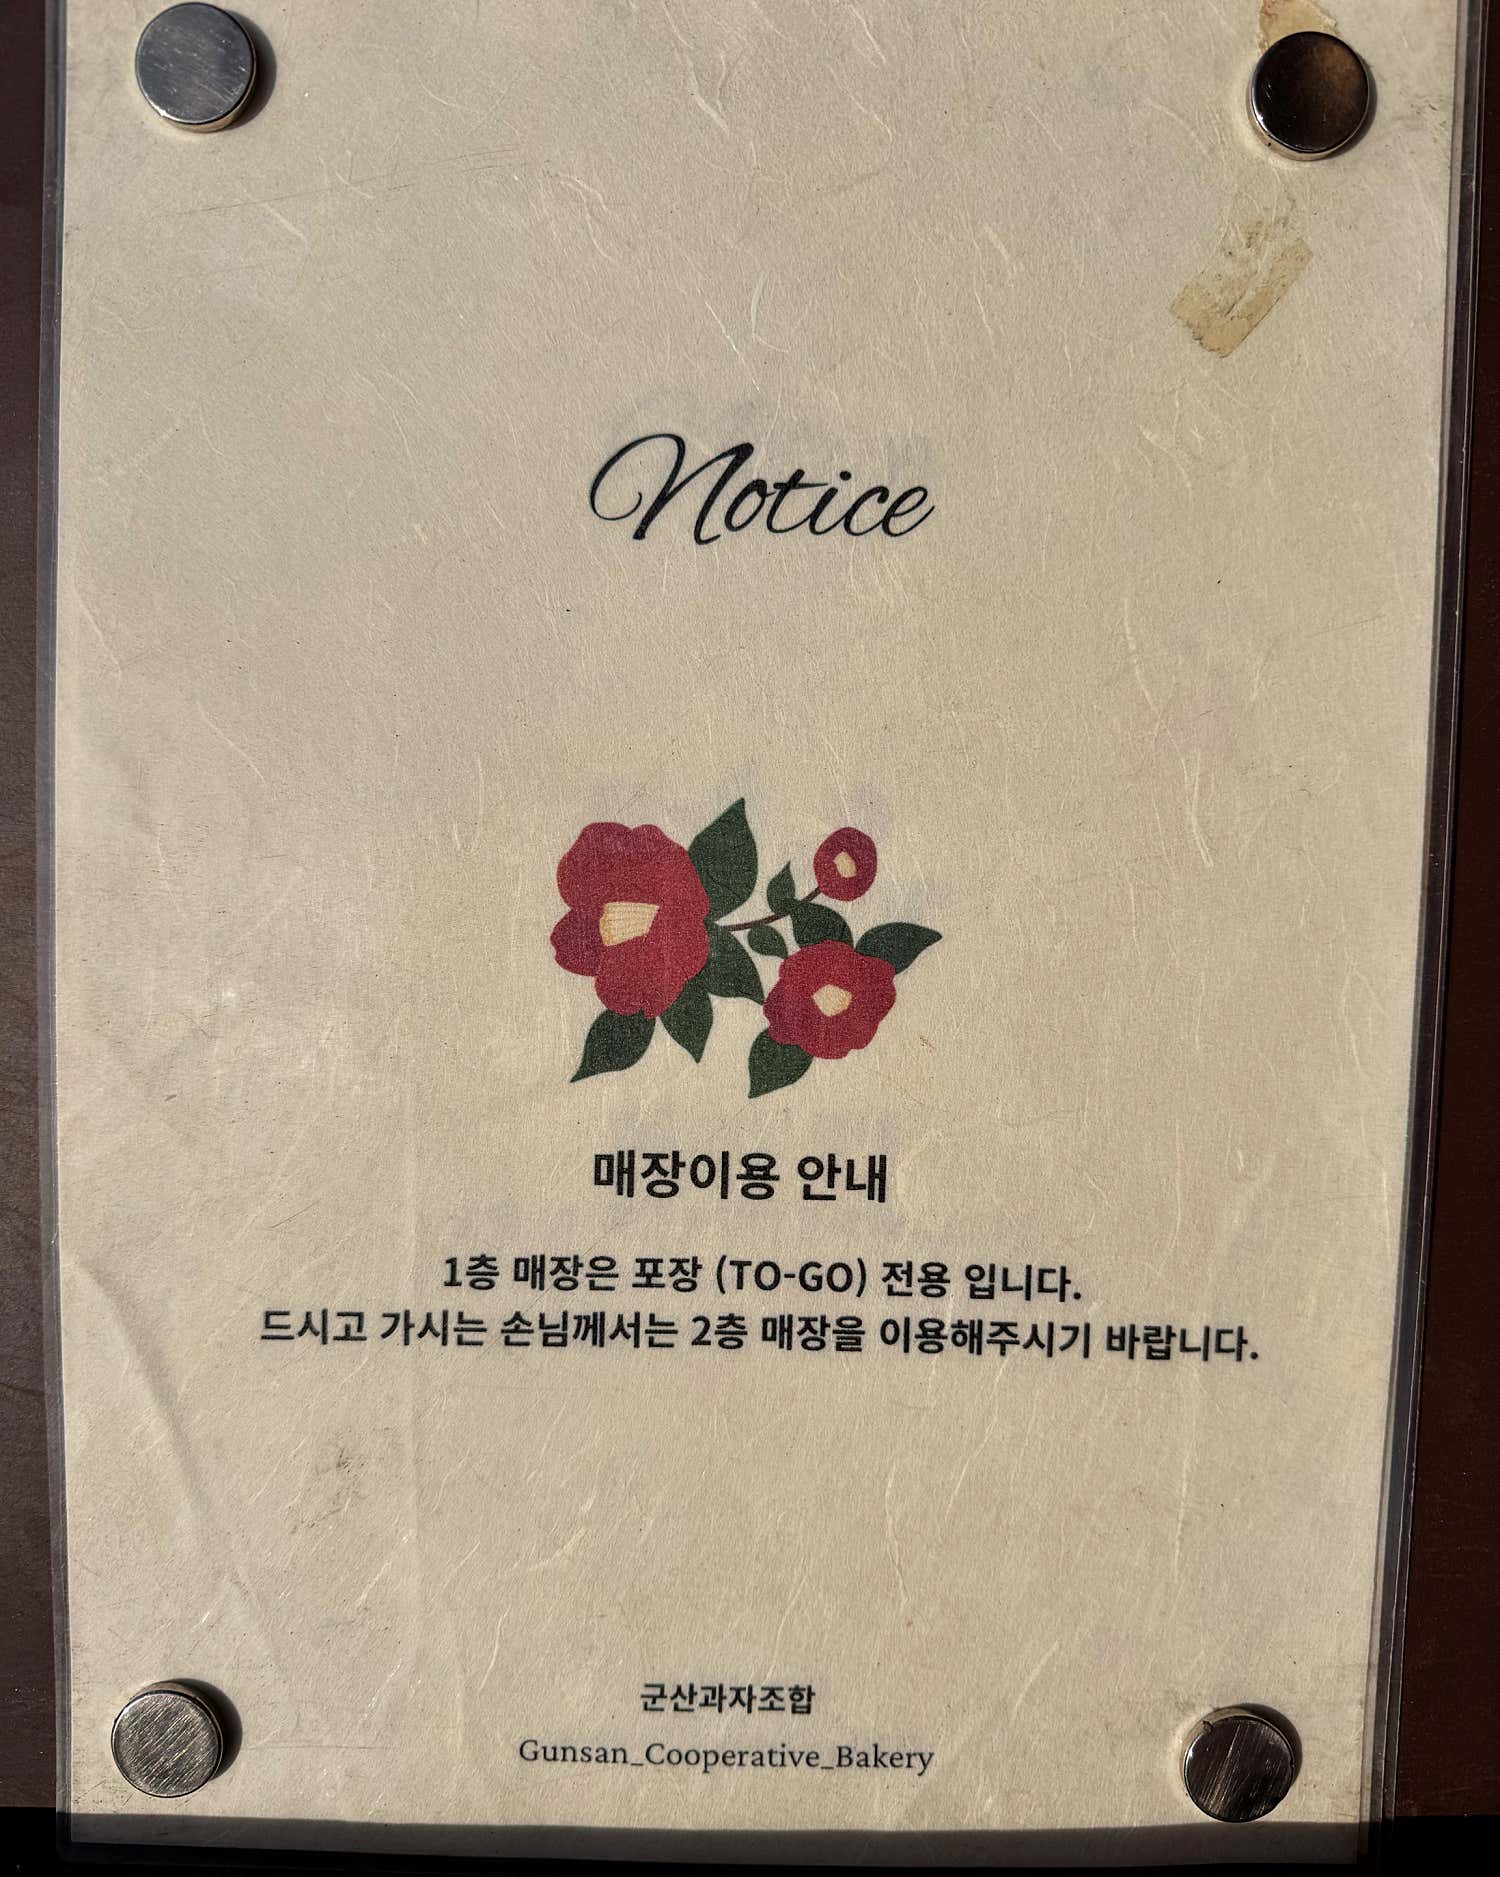 Notice
매장이용 안내
1층 매장은 포장 (TO-GO) 전용 입니다.
드시고 가시는 손님께서는 2층 매장을 이용해주시기 바랍니다.
군산과자조합
Gunsan_Cooperative_Bakery